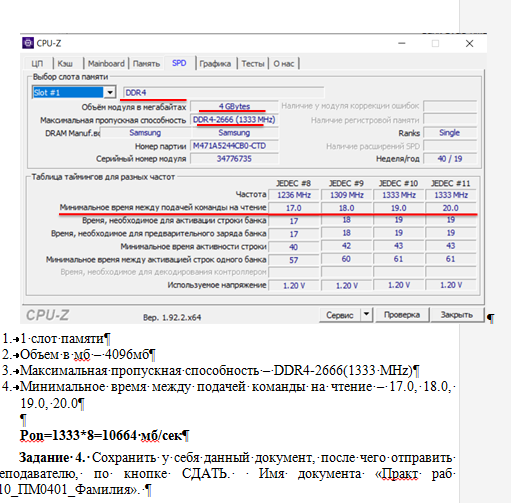 CPU-Z
ЦП Кэш Mainboard Память SPD Графика Тесты О нас
Выбор слота памяти
Slot #1 DDR4
Объём модуля в мегабайтах 4 GBytes Наличие у модуля коррекции ошибок
Максимальная пропускная способность DDR4-2666 (1333 MHz) Наличие регистровой памяти
DRAM Manuf. Samsung Samsung Ranks Single
Номер партии M471A5244CB0-CTD Наличие расширений SPD
Серийный номер модуля 34776735 Неделя/год 40 / 19
Таблица таймингов для разных частот
JEDEC #8 JEDEC #9 JEDEC #10 JEDEC #11
Частота 1236 MHz 1309 MHz 1333 MHz 1333 MHz
Минимальное время между подачей команды на чтение 17.0 18.0 19.0 20.0
Время, необходимое для активации строки банка 17 18 19 19
Время, необходимое для предварительного заряда банка 17 18 19 19
Минимальное время активности строки 40 42 43 43
Минимальное время между активацией строк одного банка 57 60 61 61
Время, необходимое для декодирования контроллером
Используемое напряжение 1.20 V 1.20 V 1.20 V 1.20 V
CPU-Z Вер. 1.92.2.x64 Сервис Проверка Закрыть ¶
1. 1 слот памяти¶
2. Объем в мб – 4096мб¶
3. Максимальная пропускная способность – DDR4-2666(1333 MHz)¶
4. Минимальное время между подачей команды на чтение – 17.0, 18.0,
19.0, 20.0¶
¶
Pоп=1333*8=10664 мб/сек¶
Задание 4. Сохранить у себя данный документ, после чего отправить
еподавателю, по кнопке СДАТЬ. Имя документа «Практ раб
10_ПМ0401_Фамилия». ¶